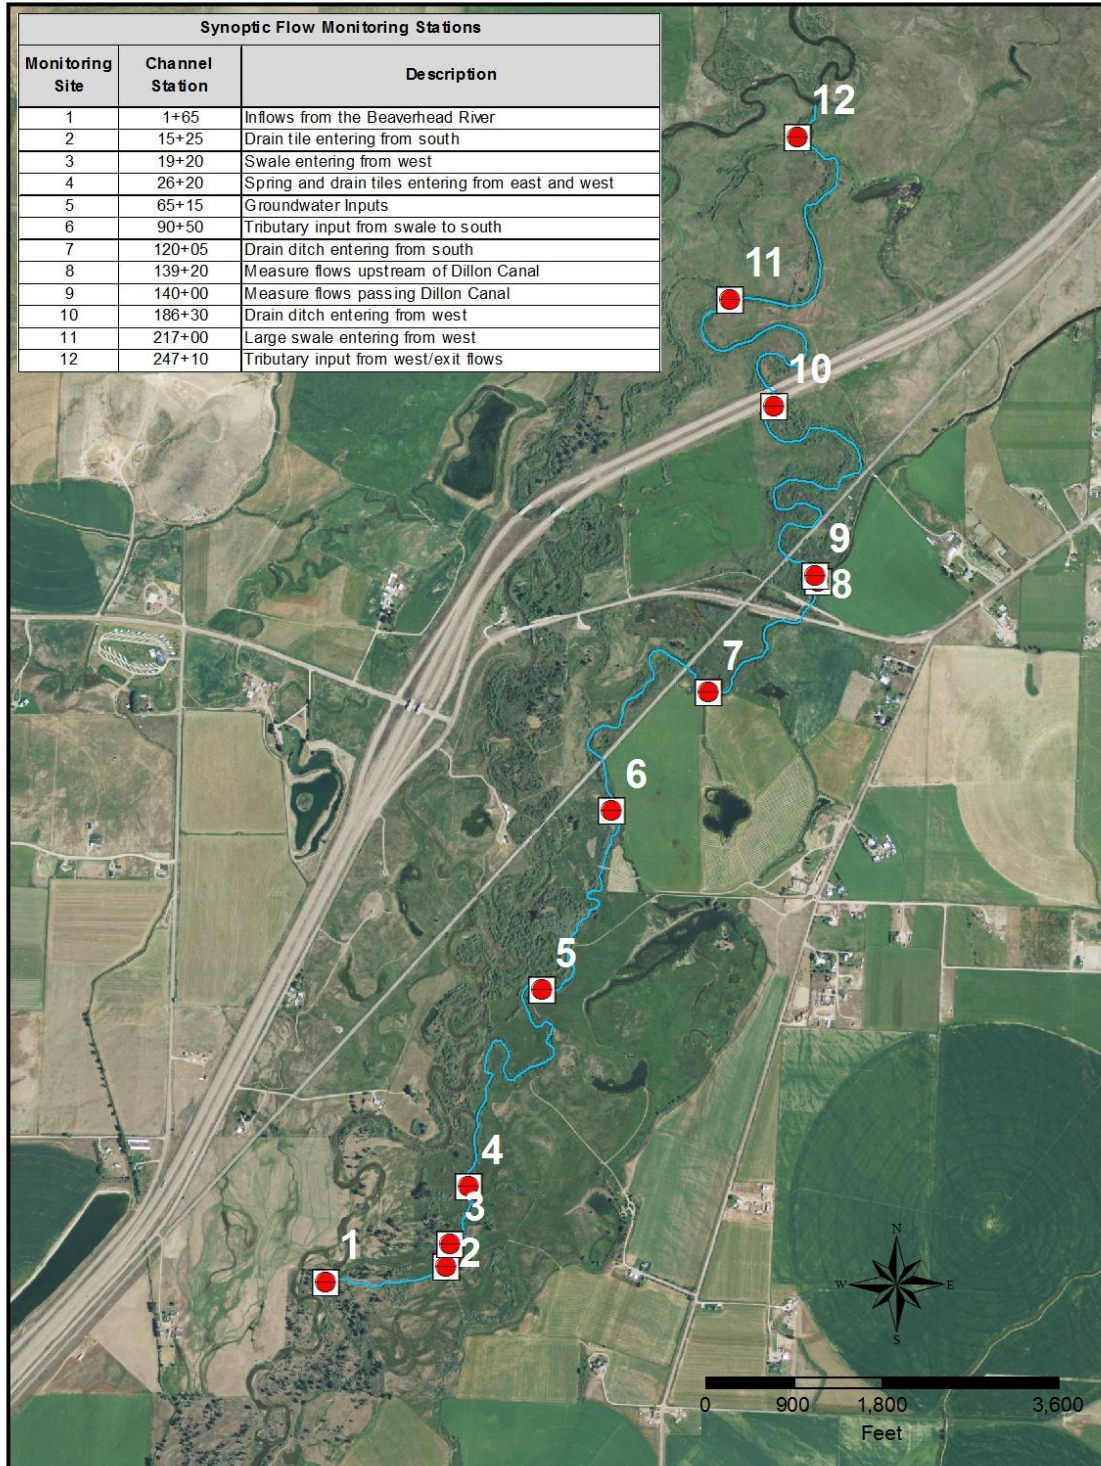 Synoptic Flow Monitoring Stations
Monitoring Site Channel Station Description
1 1+65 Inflows from the Beaverhead River
2 15+25 Drain tile entering from south
3 19+20 Swale entering from west
4 26+20 Spring and drain tiles entering from east and west
5 65+15 Groundwater Inputs
6 90+50 Tributary input from swale to south
7 120+05 Drain ditch entering from south
8 139+20 Measure flows upstream of Dillon Canal
9 140+00 Measure flows passing Dillon Canal
10 186+30 Drain ditch entering from west
11 217+00 Large swale entering from west
12 247+10 Tributary input from west/exit flows
12
11
10
9
8
7
6
5
4
3
2
1
N
W E
S
0 900 1,800 3,600
Feet